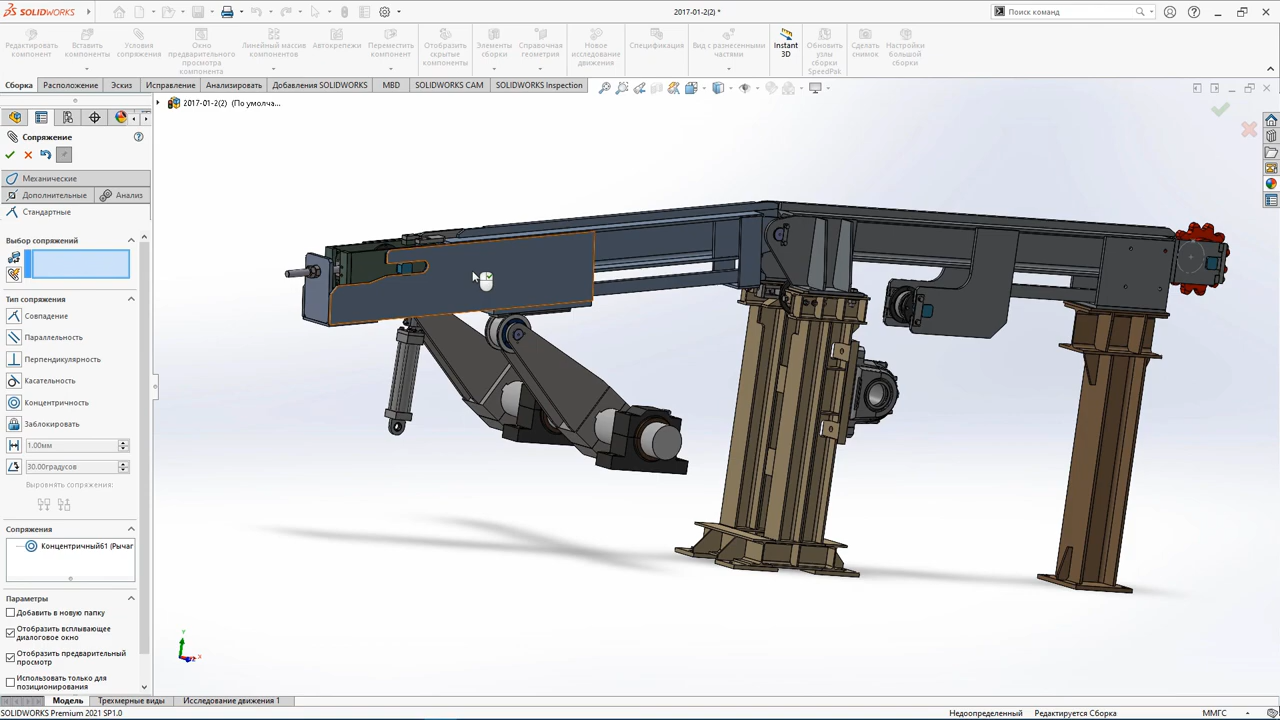 SOLIDWORKS
2017-01-2(2) *
Поиск команд
Редактировать компонент
Вставить компоненты
Условия сопряжения
Окно предварительного просмотра компонента
Линейный массив компонентов
Автокрепежи
Переместить компонент
Отобразить скрытые компоненты
Элементы сборки
Справочная геометрия
Новое исследование движения
Спецификация
Вид с разнесенными частями
Instant 3D
Обновить узлы сборки SpeedPak
Сделать снимок
Настройки большой сборки
Сборка
Расположение
Эскиз
Исправление
Анализировать
Добавления SOLIDWORKS
MBD
SOLIDWORKS CAM
SOLIDWORKS Inspection
2017-01-2(2) (По умолча...
Сопряжение
Механические
Дополнительные
Анализ
Стандартные
Выбор сопряжений
Тип сопряжения
Совпадение
Параллельность
Перпендикулярность
Касательность
Концентричность
Заблокировать
1.00мм
30.00градусов
Выровнять сопряжения:
Сопряжения
Концентричный61 (Рычаг
Параметры
Добавить в новую папку
Отобразить всплывающее
диалоговое окно
Отобразить предварительный
просмотр
Использовать только для
позиционирования
Y
X
Модель
Трехмерные виды
Исследование движения 1
SOLIDWORKS Premium 2021 SP1.0
Недоопределенный
Редактируется Сборка
ММГС